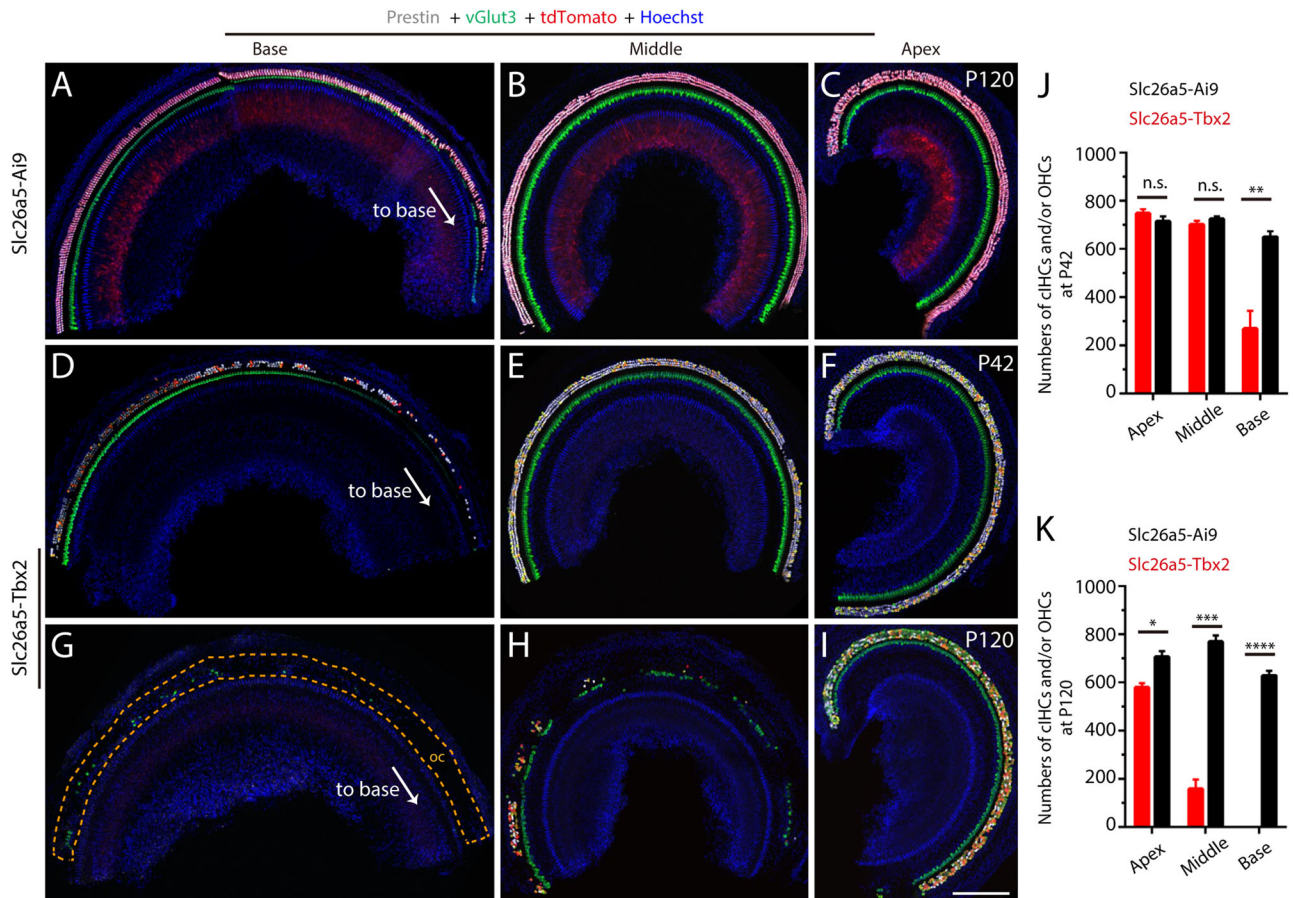 Prestin + vGlut3 + tdTomato + Hoechst
Base
Middle
Apex
Slc26a5-Ai9
A
to base
B
C
P120
Slc26a5-Tbx2
D
to base
E
F
P42
G
oc
to base
H
I
P120
J
Slc26a5-Ai9
Slc26a5-Tbx2
Numbers of cIHCs and/or OHCs
at P42
1000
800
600
400
200
0
n.s.
n.s.
**
Apex
Middle
Base
K
Slc26a5-Ai9
Slc26a5-Tbx2
Numbers of cIHCs and/or OHCs
at P120
1000
800
600
400
200
0
*
***
****
Apex
Middle
Base